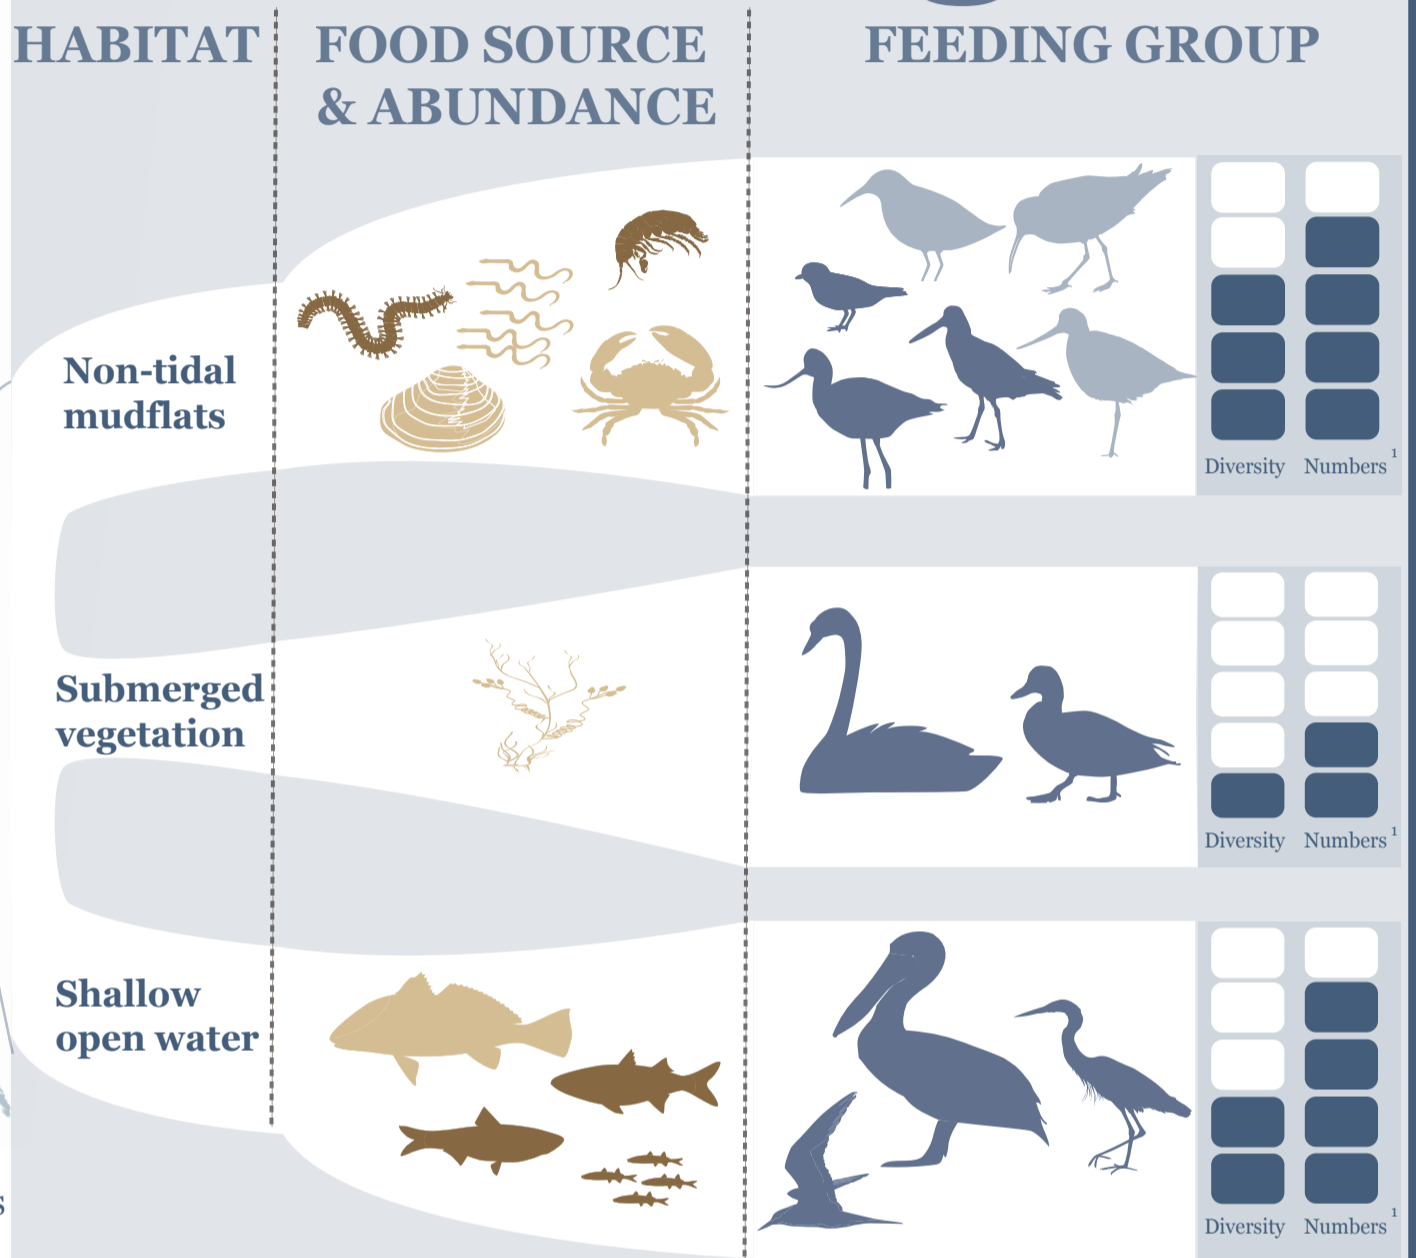 HABITAT
FOOD SOURCE
& ABUNDANCE
FEEDING GROUP
Non-tidal
mudflats
Diversity Numbers 1
Submerged
vegetation
Diversity Numbers 1
Shallow
open water
Diversity Numbers 1
s